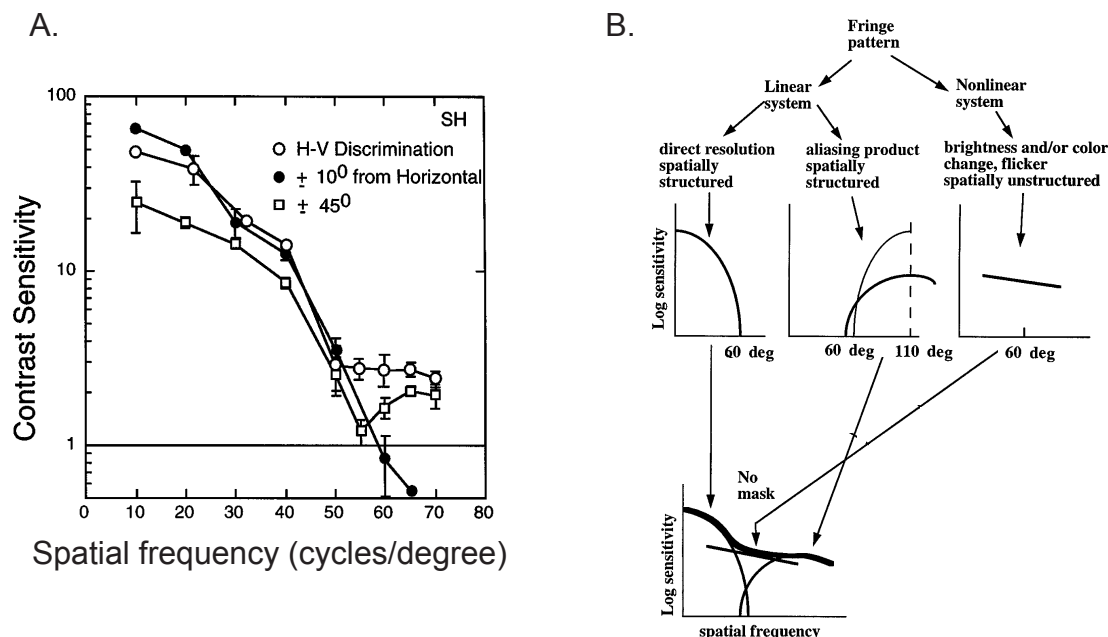 A.
100
10
1
0
10
20
30
40
50
60
70
80
Contrast Sensitivity
Spatial frequency (cycles/degree)
SH
H-V Discrimination
± 10⁰ from Horizontal
± 45⁰
B.
Fringe
pattern
Linear
system
Nonlinear
system
direct resolution
spatially
structured
aliasing product
spatially
structured
brightness and/or color
change, flicker
spatially unstructured
Log sensitivity
60 deg
60 deg
110 deg
60 deg
No
mask
Log sensitivity
spatial frequency